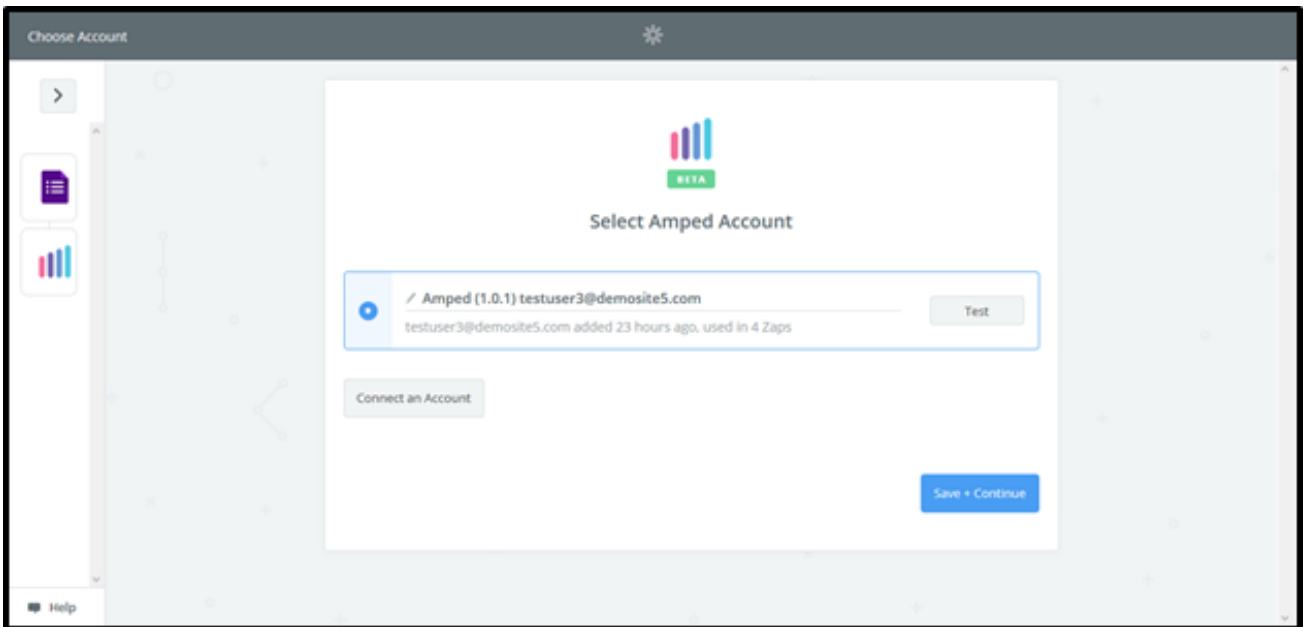 Choose Account
BETA
Select Amped Account
Amped (1.0.1) testuser3@demosite5.com
testuser3@demosite5.com added 23 hours ago, used in 4 Zaps
Test
Connect an Account
Save + Continue
Help